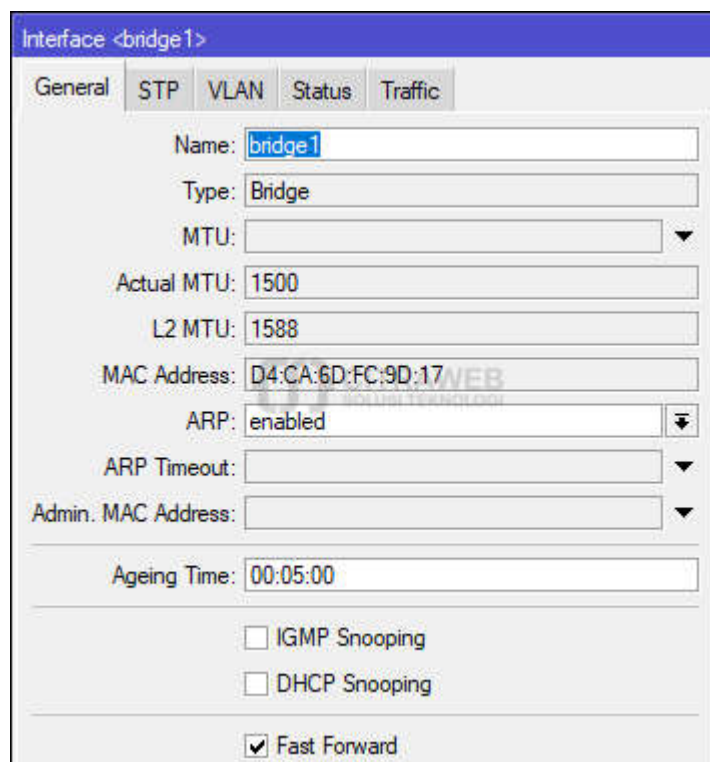 Interface <bridge1>
General STP VLAN Status Traffic
Name: bridge1
Type: Bridge
MTU:
Actual MTU: 1500
L2 MTU: 1588
MAC Address: D4:CA:6D:FC:9D:17
ARP: enabled
ARP Timeout:
Admin. MAC Address:
Ageing Time: 00:05:00
IGMP Snooping
DHCP Snooping
Fast Forward
SOLUSI TEKNOLOGI